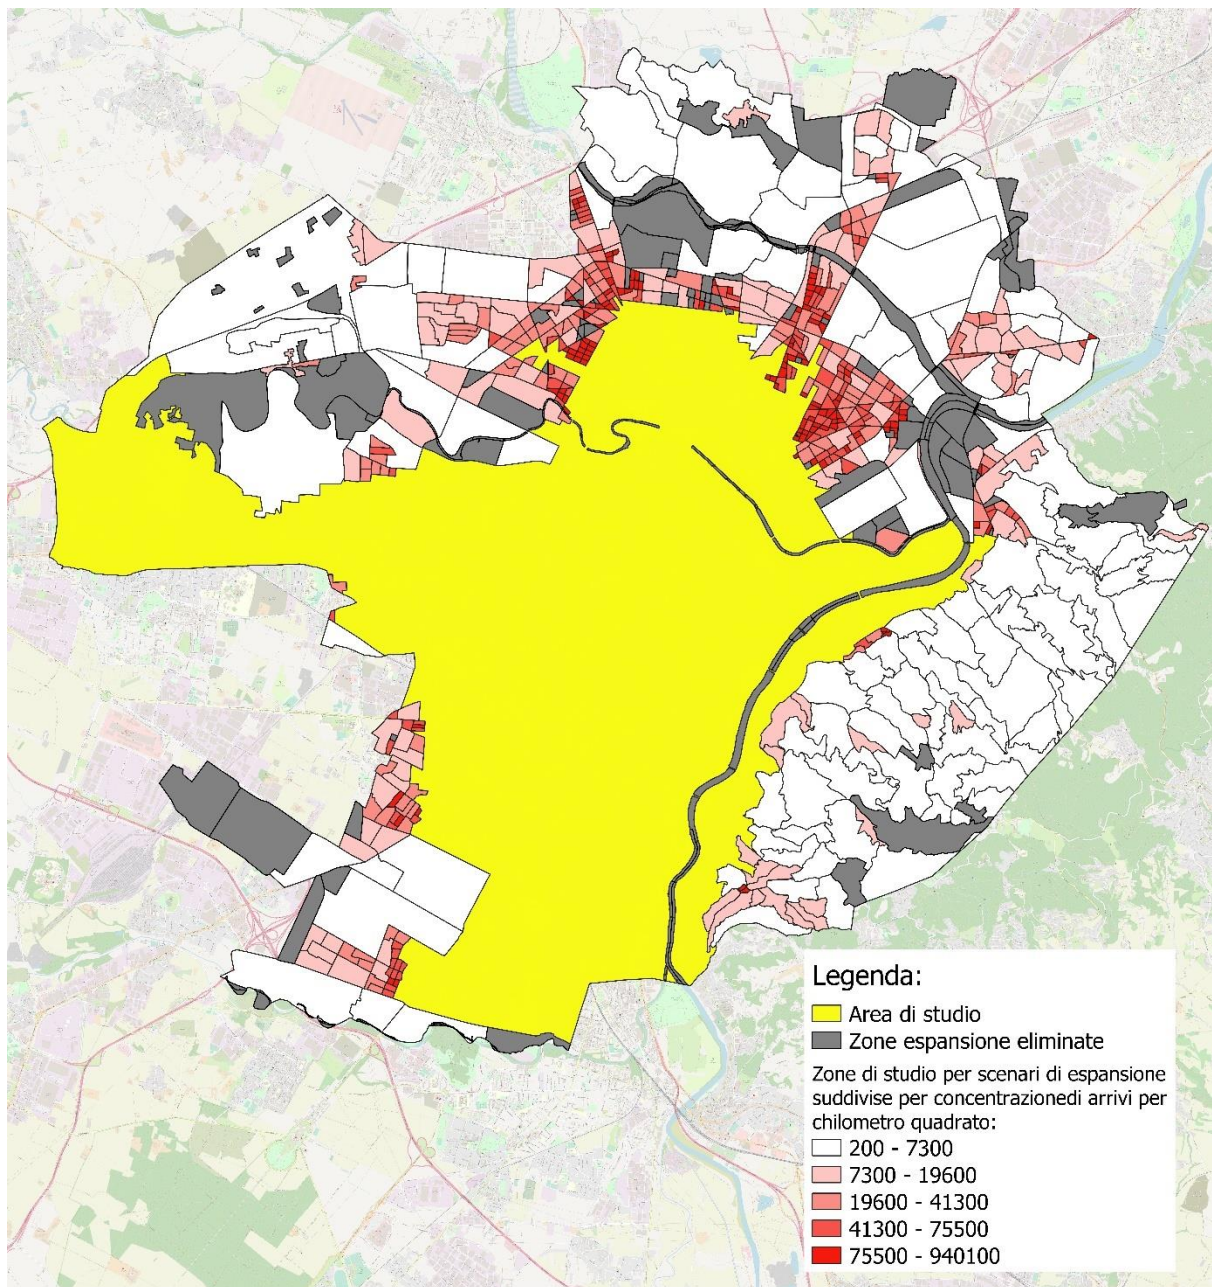 Legenda:
Area di studio
Zone espansione eliminate
Zone di studio per scenari di espansione
suddivise per concentrazionedi arrivi per
chilometro quadrato:
200 - 7300
7300 - 19600
19600 - 41300
41300 - 75500
75500 - 940100